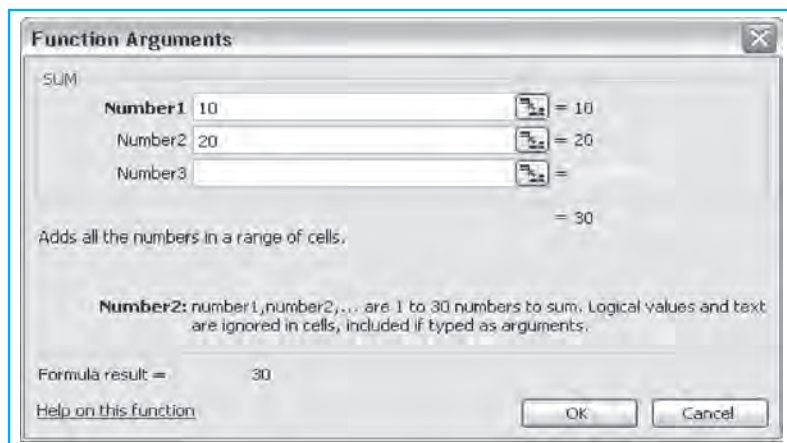 Function Arguments
SUM
Number1 10 = 10
Number2 20 = 20
Number3 =
= 30
Adds all the numbers in a range of cells.
Number2: number1,number2,... are 1 to 30 numbers to sum. Logical values and text
are ignored in cells, included if typed as arguments.
Formula result = 30
Help on this function OK Cancel